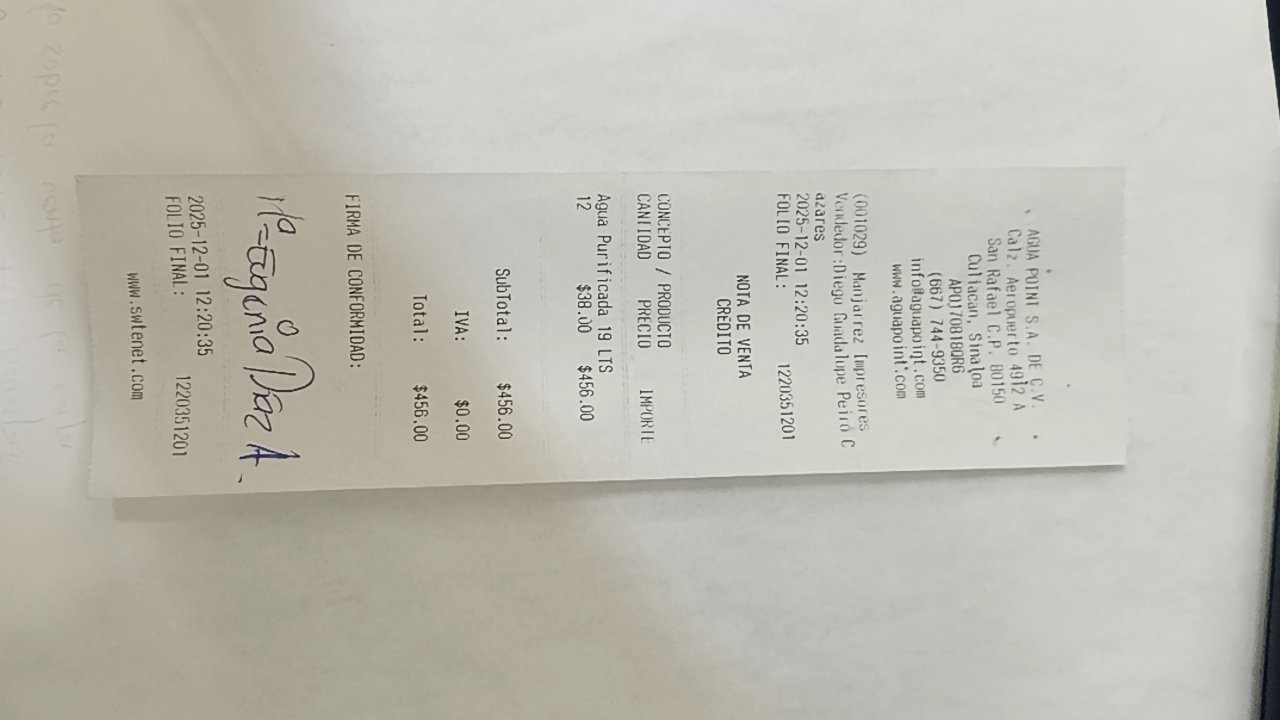 AGUA POINT S.A. DE C.V.
Calz. Aeropuerto 4912 A
San Rafael C.P. 80150
Culiacan, Sinaloa
APO170818QR6
(667) 744-9350
info@aguapoint.com
www.aguapoint.com
(001029) Manjarrez Impresores
Vendedor:Diego Guadalupe Peiró C
azares
2025-12-01 12:20:35
FOLIO FINAL: 1220351201
NOTA DE VENTA
CREDITO
CONCEPTO / PRODUCTO
CANTIDAD PRECIO IMPORTE
Agua Purificada 19 LTS
12 $38.00 $456.00
SubTotal: $456.00
IVA: $0.00
Total: $456.00
FIRMA DE CONFORMIDAD:
Ma=Eugenia Díaz A.
2025-12-01 12:20:35
FOLIO FINAL: 1220351201
www.swtenet.com